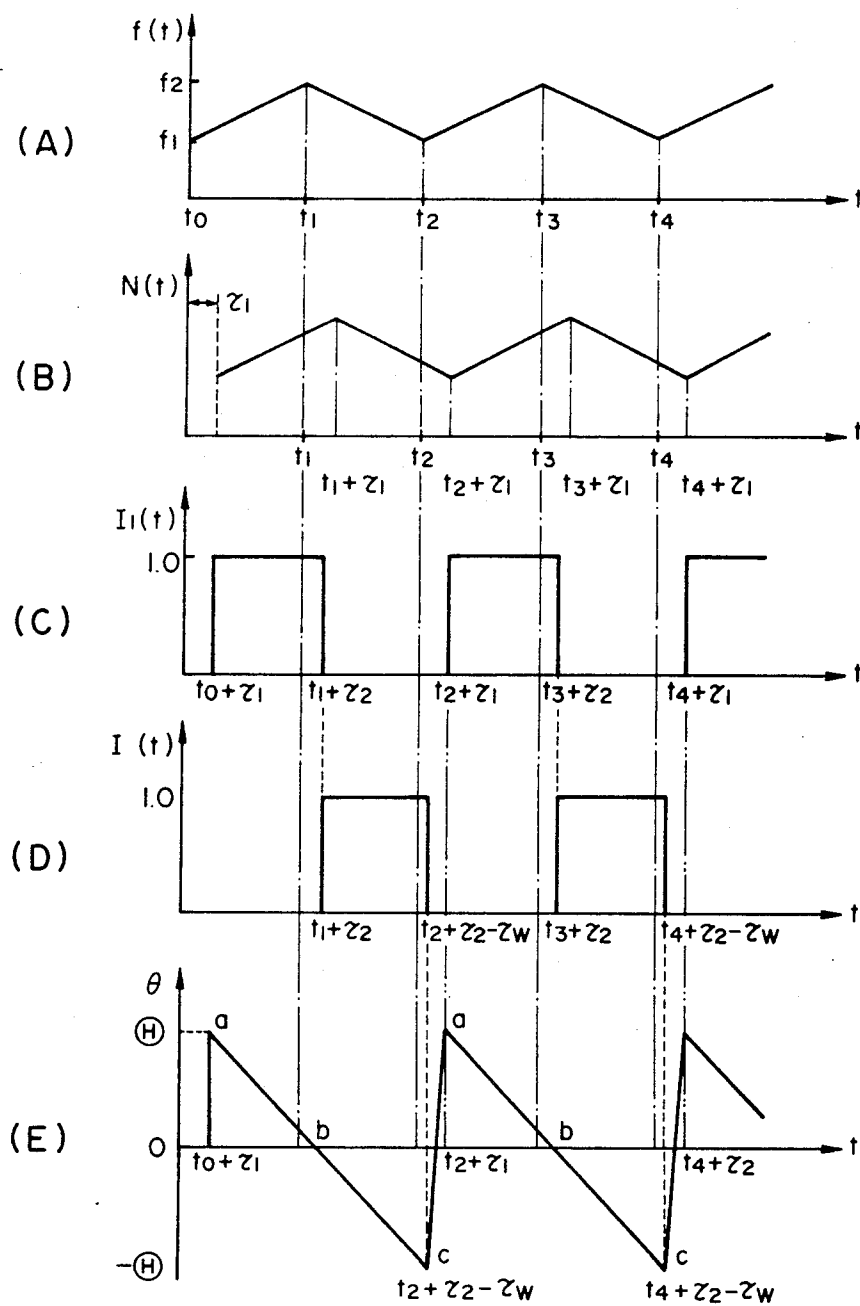 f(t)
f2
(A)
f1
t0 t1 t2 t3 t4 t
N(t)
τ1
(B)
t
t1 t2 t3 t4
t1+τ1 t2+τ1 t3+τ1 t4+τ1
I1(t)
1.0
(C)
t
t0+τ1 t1+τ2 t2+τ1 t3+τ2 t4+τ1
I (t)
1.0
(D)
t
t1+τ2 t2+τ2-τW t3+τ2 t4+τ2-τW
θ
Ⓗ a a
(E)
b b
0 t
t0+τ1 t2+τ1 t4+τ2
-Ⓗ c c
t2+τ2-τW t4+τ2-τW